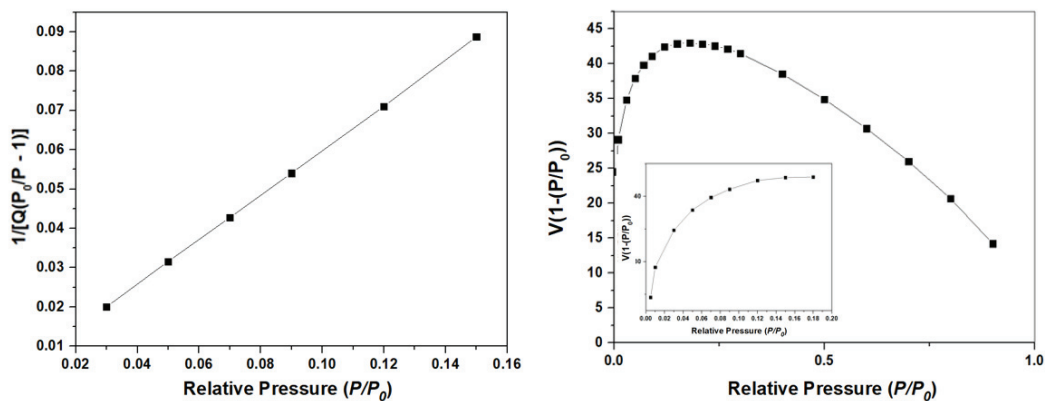 1/[Q(P₀/P - 1)]
0.09
0.08
0.07
0.06
0.05
0.04
0.03
0.02
0.01
0.02 0.04 0.06 0.08 0.10 0.12 0.14 0.16
Relative Pressure (P/P₀)
V(1-(P/P₀))
45
40
35
30
25
20
15
10
5
0
0.0 0.5 1.0
Relative Pressure (P/P₀)
V(1-(P/P₀))
40
30
0.00 0.02 0.04 0.06 0.08 0.10 0.12 0.14 0.16 0.18 0.20
Relative Pressure (P/P₀)